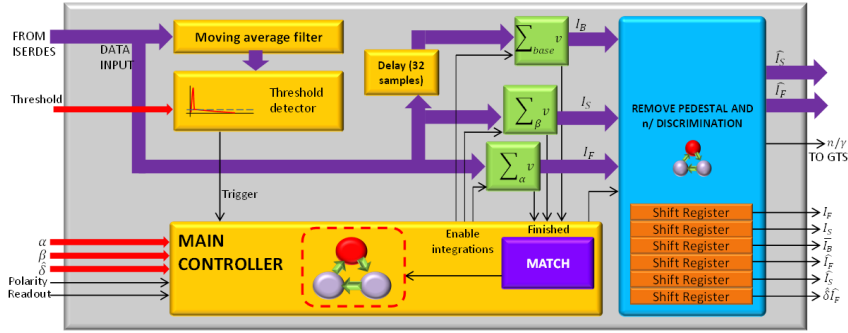 FROM
ISERDES
DATA
INPUT
Moving average filter
Threshold
Threshold
detector
Trigger
Delay (32
samples)
∑base v
I_B
∑β v
I_S
∑α v
I_F
REMOVE PEDESTAL AND
n/ DISCRIMINATION
Î_S
Î_F
n/γ
TO GTS
Enable
integrations
Finished
α
β
δ̂
Polarity
Readout
MAIN
CONTROLLER
MATCH
Shift Register I_F
Shift Register I_S
Shift Register I_B
Shift Register Î_F
Shift Register Î_S
Shift Register δ̂Î_F